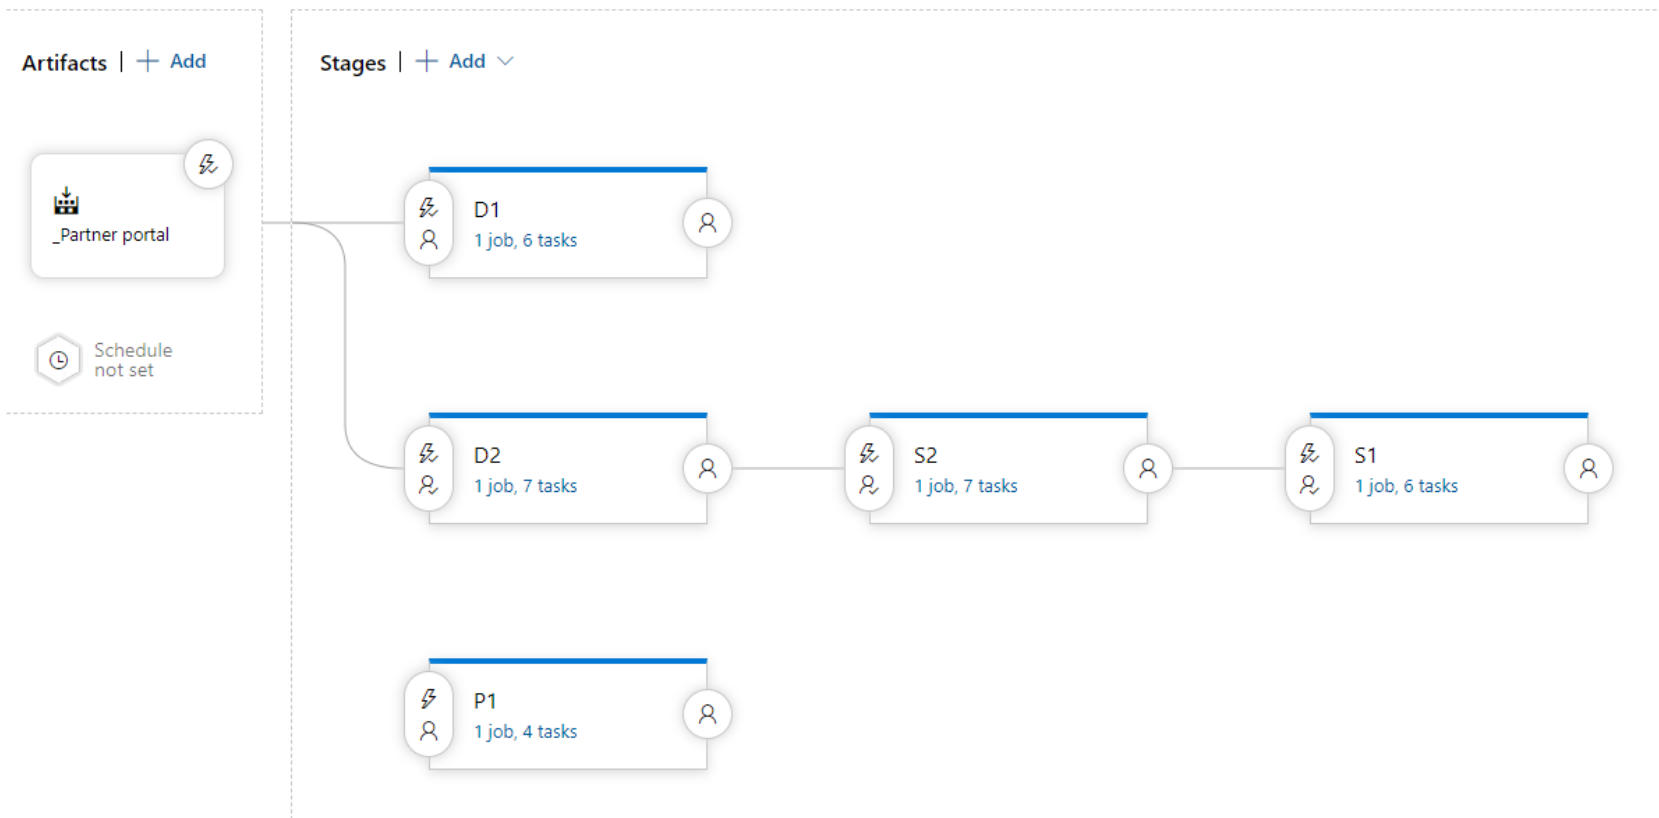 Artifacts | + Add
Stages | + Add
_Partner portal
Schedule
not set
D1
1 job, 6 tasks
D2
1 job, 7 tasks
S2
1 job, 7 tasks
S1
1 job, 6 tasks
P1
1 job, 4 tasks